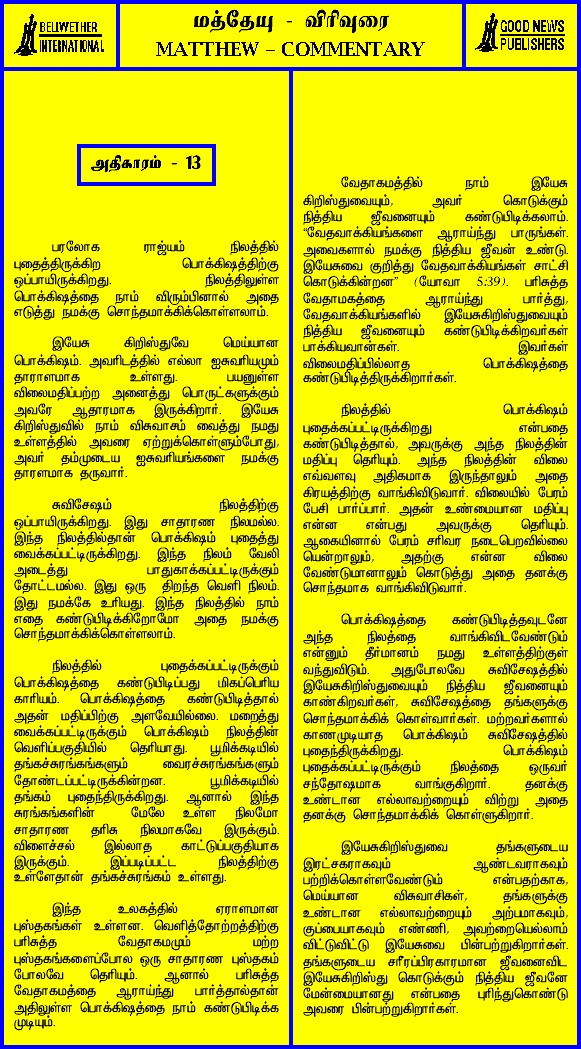 BELIWETHER
INTERNATIONAL
மத்தேயு - விரிவுரை
MATTHEW – COMMENTARY
GOOD NEWS
PUBLISHERS
அதிகாரம் - 13
பரலோக ராஜ்யம் நிலத்தில்
புதைத்திருக்கிற பொக்கிஷத்திற்கு
ஒப்பாயிருக்கிறது. நிலத்திலுள்ள
பொக்கிஷத்தை நாம் விரும்பினால் அதை
எடுத்து நமக்கு சொந்தமாக்கிக்கொள்ளலாம்.
இயேசு கிறிஸ்துவே மெய்யான
பொக்கிஷம். அவரிடத்தில் எல்லா ஐசுவரியமும்
தாராளமாக உள்ளது. பயனுள்ள
விலைமதிப்பற்ற அனைத்து பொருட்களுக்கும்
அவரே ஆதாரமாக இருக்கிறார். இயேசு
கிறிஸ்துவில் நாம் விசுவாசம் வைத்து நமது
உள்ளத்தில் அவரை ஏற்றுக்கொள்ளும்போது,
அவர் தம்முடைய ஐசுவரியங்களை நமக்கு
தாரளமாக தருவார்.
சுவிசேஷம் நிலத்திற்கு
ஒப்பாயிருக்கிறது. இது சாதாரண நிலமல்ல.
இந்த நிலத்தில்தான் பொக்கிஷம் புதைத்து
வைக்கப்பட்டிருக்கிறது. இந்த நிலம் வேலி
அடைத்து பாதுகாக்கப்பட்டிருக்கும்
தோட்டமல்ல. இது ஒரு திறந்த வெளி நிலம்.
இது நமக்கே உரியது. இந்த நிலத்தில் நாம்
எதை கண்டுபிடிக்கிறோமோ அதை நமக்கு
சொந்தமாக்கிக்கொள்ளலாம்.
நிலத்தில் புதைக்கப்பட்டிருக்கும்
பொக்கிஷத்தை கண்டுபிடிப்பது மிகப்பெரிய
காரியம். பொக்கிஷத்தை கண்டுபிடித்தால்
அதன் மதிப்பிற்கு அளவேயில்லை. மறைத்து
வைக்கப்பட்டிருக்கும் பொக்கிஷம் நிலத்தின்
வெளிப்பகுதியில் தெரியாது. பூமிக்கடியில்
தங்கச்சுரங்கங்களும் வைரச்சுரங்கங்களும்
தோண்டப்பட்டிருக்கின்றன. பூமிக்கடியில்
தங்கம் புதைந்திருக்கிறது. ஆனால் இந்த
சுரங்கங்களின் மேலே உள்ள நிலமோ
சாதாரண தரிசு நிலமாகவே இருக்கும்.
விளைச்சல் இல்லாத காட்டுப்பகுதியாக
இருக்கும். இப்படிப்பட்ட நிலத்திற்கு
உள்ளேதான் தங்கச்சுரங்கம் உள்ளது.
இந்த உலகத்தில் ஏராளமான
புஸ்தகங்கள் உள்ளன. வெளித்தோற்றத்திற்கு
பரிசுத்த வேதாகமமும் மற்ற
புஸ்தகங்களைப்போல ஒரு சாதாரண புஸ்தகம்
போலவே தெரியும். ஆனால் பரிசுத்த
வேதாகமத்தை ஆராய்ந்து பார்த்தால்தான்
அதிலுள்ள பொக்கிஷத்தை நாம் கண்டுபிடிக்க
முடியும்.
வேதாகமத்தில் நாம் இயேசு
கிறிஸ்துவையும், அவர் கொடுக்கும்
நித்திய ஜீவனையும் கண்டுபிடிக்கலாம்.
"வேதவாக்கியங்களை ஆராய்ந்து பாருங்கள்.
அவைகளால் நமக்கு நித்திய ஜீவன் உண்டு.
இயேசுவை குறித்து வேதவாக்கியங்கள் சாட்சி
கொடுக்கின்றன" (யோவா 5:39). பரிசுத்த
வேதாமகத்தை ஆராய்ந்து பார்த்து,
வேதவாக்கியங்களில் இயேசுகிறிஸ்துவையும்
நித்திய ஜீவனையும் கண்டுபிடிக்கிறவர்கள்
பாக்கியவான்கள். இவர்கள்
விலைமதிப்பில்லாத பொக்கிஷத்தை
கண்டுபிடித்திருக்கிறார்கள்.
நிலத்தில் பொக்கிஷம்
புதைக்கப்பட்டிருக்கிறது என்பதை
கண்டுபிடித்தால், அவருக்கு அந்த நிலத்தின்
மதிப்பு தெரியும். அந்த நிலத்தின் விலை
எவ்வளவு அதிகமாக இருந்தாலும் அதை
கிரயத்திற்கு வாங்கிவிடுவார். விலையில் பேரம்
பேசி பார்ப்பார். அதன் உண்மையான மதிப்பு
என்ன என்பது அவருக்கு தெரியும்.
ஆகையினால் பேரம் சரிவர நடைபெறவில்லை
யென்றாலும், அதற்கு என்ன விலை
வேண்டுமானாலும் கொடுத்து அதை தனக்கு
சொந்தமாக வாங்கிவிடுவார்.
பொக்கிஷத்தை கண்டுபிடித்தவுடனே
அந்த நிலத்தை வாங்கிவிடவேண்டும்
என்னும் தீர்மானம் நமது உள்ளத்திற்குள்
வந்துவிடும். அதுபோலவே சுவிசேஷத்தில்
இயேசுகிறிஸ்துவையும் நித்திய ஜீவனையும்
காண்கிறவர்கள், சுவிசேஷத்தை தங்களுக்கு
சொந்தமாக்கிக் கொள்வார்கள். மற்றவர்களால்
காணமுடியாத பொக்கிஷம் சுவிசேஷத்தில்
புதைந்திருக்கிறது. பொக்கிஷம்
புதைக்கப்பட்டிருக்கும் நிலத்தை ஒருவர்
சந்தோஷமாக வாங்குகிறார். தனக்கு
உண்டான எல்லாவற்றையும் விற்று அதை
தனக்கு சொந்தமாக்கிக் கொள்ளுகிறார்.
இயேசுகிறிஸ்துவை தங்களுடைய
இரட்சகராகவும் ஆண்டவராகவும்
பற்றிக்கொள்ளவேண்டும் என்பதற்காக,
மெய்யான விசுவாசிகள், தங்களுக்கு
உண்டான எல்லாவற்றையும் அற்பமாகவும்,
குப்பையாகவும் எண்ணி, அவற்றையெல்லாம்
விட்டுவிட்டு இயேசுவை பின்பற்றுகிறார்கள்.
தங்களுடைய சரீரப்பிரகாரமான ஜீவனைவிட
இயேசுகிறிஸ்து கொடுக்கும் நித்திய ஜீவனே
மேன்மையானது என்பதை புரிந்துகொண்டு
அவரை பின்பற்றுகிறார்கள்.